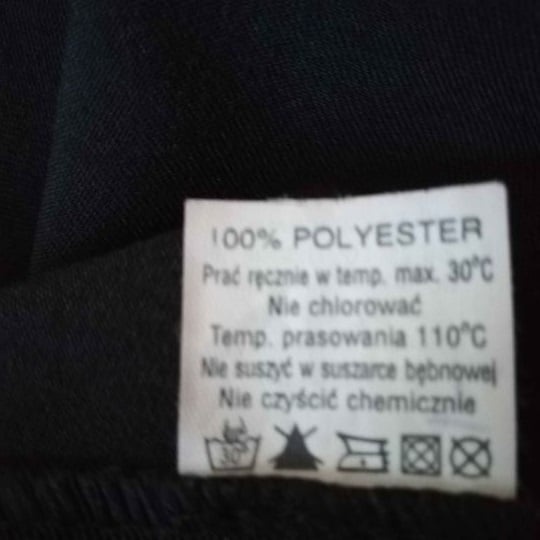 100% POLYESTER
Prać ręcznie w temp. max. 30°C
Nie chlorować
Temp. prasowania 110°C
Nie suszyć w suszarce bębnowej
Nie czyścić chemicznie
30°